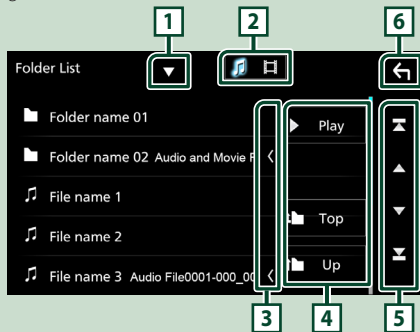 1 2 6
Folder List
Folder name 01 Play
Folder name 02 Audio and Movie F
File name 1
File name 2 Top
File name 3 Audio File0001-000_00 Up
3 4 5